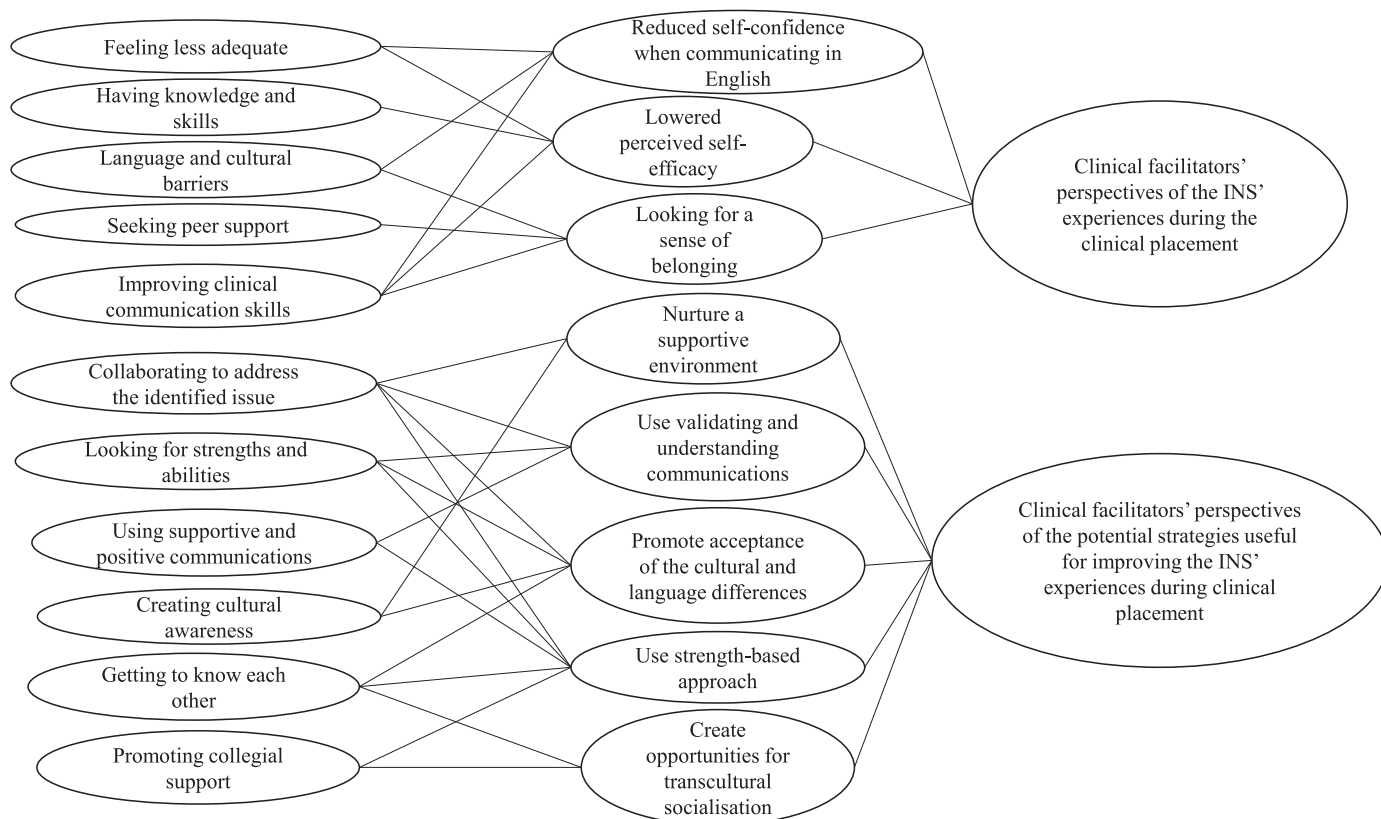 Feeling less adequate
Having knowledge and
skills
Language and cultural
barriers
Seeking peer support
Improving clinical
communication skills
Collaborating to address
the identified issue
Looking for strengths and
abilities
Using supportive and
positive communications
Creating cultural
awareness
Getting to know each
other
Promoting collegial
support
Reduced self-confidence
when communicating in
English
Lowered
perceived self-
efficacy
Looking for a
sense of
belonging
Nurture a
supportive
environment
Use validating and
understanding
communications
Promote acceptance
of the cultural and
language differences
Use strength-based
approach
Create
opportunities for
transcultural
socialisation
Clinical facilitators'
perspectives of the INS'
experiences during the
clinical placement
Clinical facilitators' perspectives
of the potential strategies useful
for improving the INS'
experiences during clinical
placement